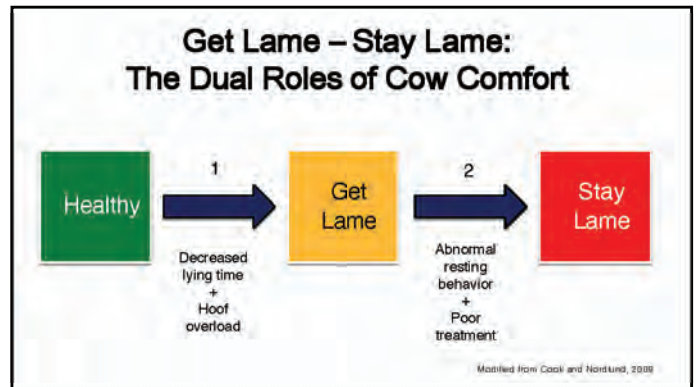 Get Lame – Stay Lame:
The Dual Roles of Cow Comfort
Healthy
1
Decreased
lying time
+
Hoof
overload
Get
Lame
2
Abnormal
resting
behavior
+
Poor
treatment
Stay
Lame
Modified from Cook and Nordlund, 2009